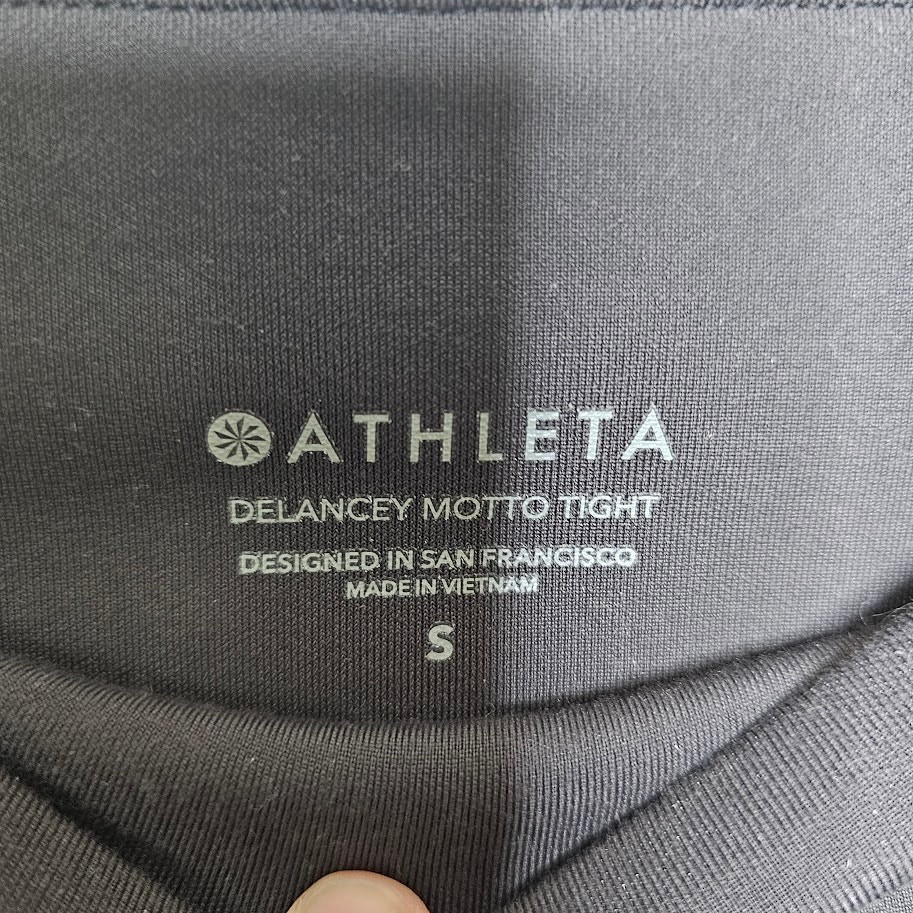 ATHLETA
DELANCEY MOTTO TIGHT
DESIGNED IN SAN FRANCISCO
MADE IN VIETNAM
S